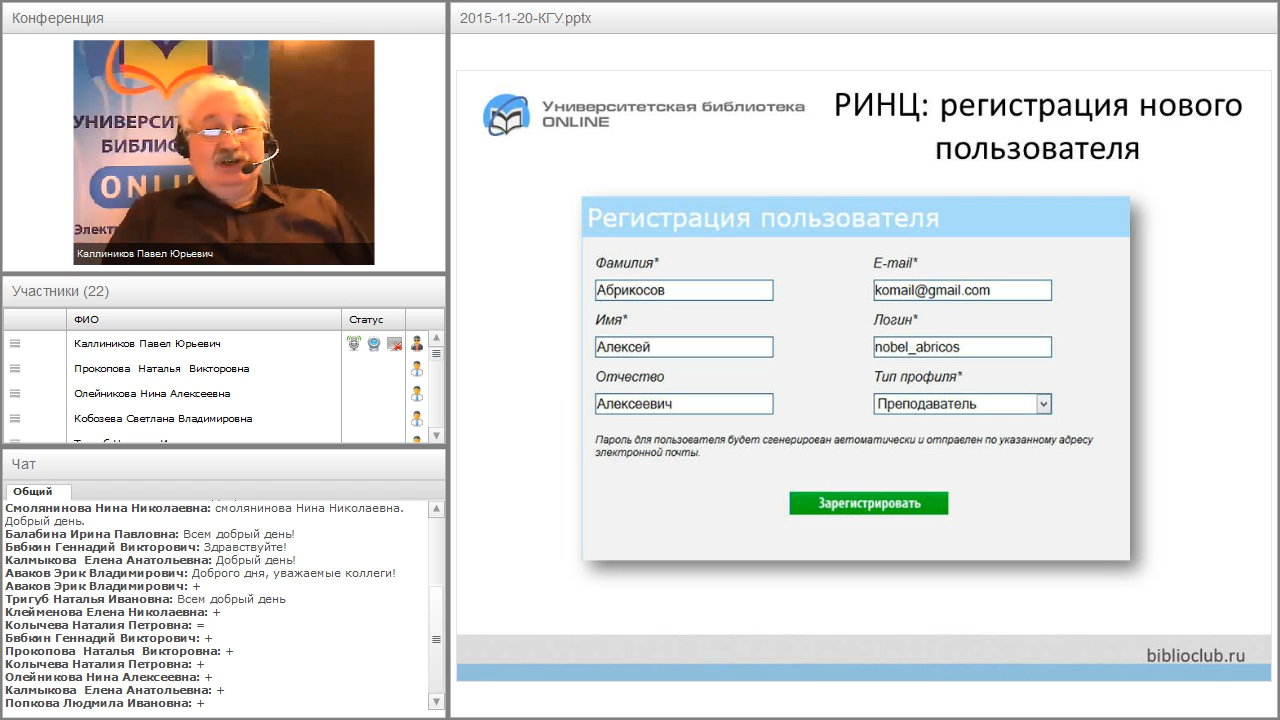 Конференция
УНИВЕРСИТ
БИБЛИО
ONLI
Элект
Каллиников Павел Юрьевич
Участники (22)
ФИО
Статус
Каллиников Павел Юрьевич
Прокопова Наталья Викторовна
Олейникова Нина Алексеевна
Кобозева Светлана Владимировна
Чат
Общий
Смолянинова Нина Николаевна: смолянинова Нина Николаевна.
Добрый день.
Балабина Ирина Павловна: Всем добрый день!
Бвбкин Геннадий Викторович: Здравствуйте!
Калмыкова Елена Анатольевна: Добрый день!
Аваков Эрик Владимирович: Доброго дня, уважаемые коллеги!
Аваков Эрик Владимирович: +
Тригуб Наталья Ивановна: Всем добрый день
Клейменова Елена Николаевна: +
Колычева Наталия Петровна: =
Бвбкин Геннадий Викторович: +
Прокопова Наталья Викторовна: +
Колычева Наталия Петровна: +
Олейникова Нина Алексеевна: +
Калмыкова Елена Анатольевна: +
Попкова Людмила Ивановна: +
2015-11-20-КГУ.pptx
Университетская библиотека
ONLINE
РИНЦ: регистрация нового
пользователя
Регистрация пользователя
Фамилия*
E-mail*
Абрикосов
komail@gmail.com
Имя*
Логин*
Алексей
nobel_abricos
Отчество
Тип профиля*
Алексеевич
Преподаватель
Пароль для пользователя будет сгенерирован автоматически и отправлен по указанному адресу
электронной почты.
Зарегистрировать
biblioclub.ru